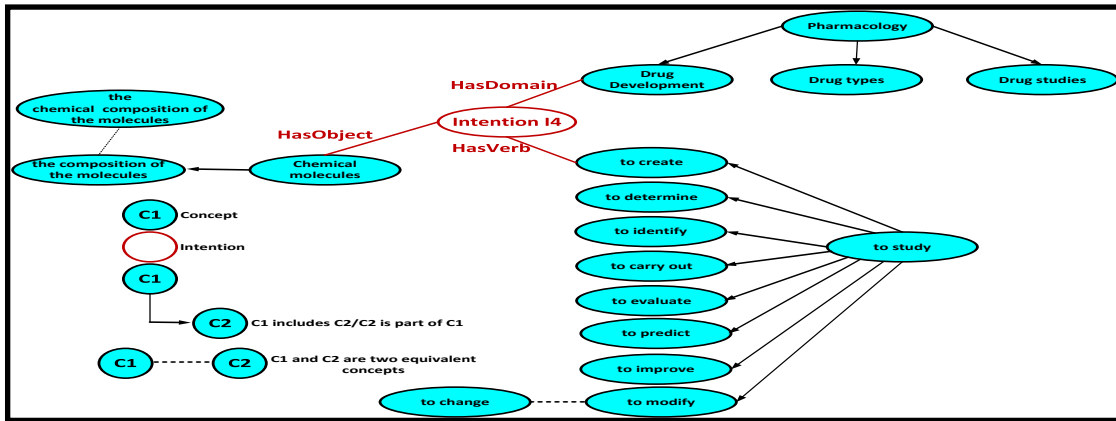 Pharmacology
Drug
Development
Drug types
Drug studies
HasDomain
the
chemical composition of
the molecules
Intention I4
HasObject
HasVerb
the composition of
the molecules
Chemical
molecules
to create
to determine
to identify
to study
to carry out
to evaluate
to predict
to improve
to change
to modify
C1
Concept
Intention
C1
C2
C1 includes C2/C2 is part of C1
C1
C2
C1 and C2 are two equivalent
concepts